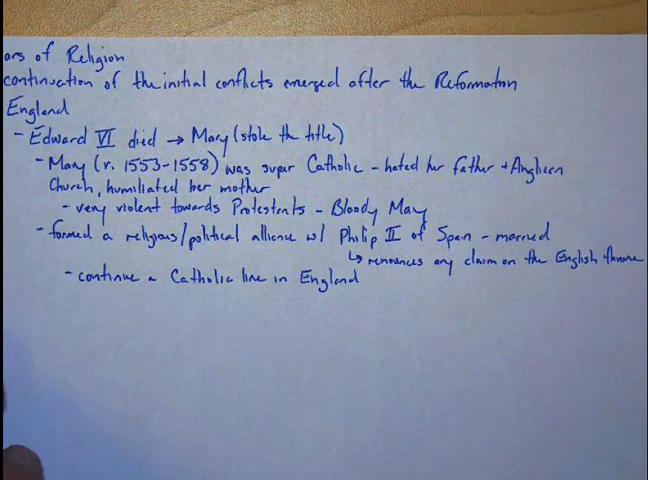 ars of Religion
continuation of the initial conflicts emerged after the Reformation
England
- Edward VI died → Mary (stole the title)
- Mary (r. 1553-1558) was super Catholic - hated her father + Anglican
Church, humiliated her mother
- very violent towards Protestants - Bloody Mary
- formed a religious/political alliance w/ Philip II of Spain - married
↳ renounces any claim on the English throne
- continue a Catholic line in England